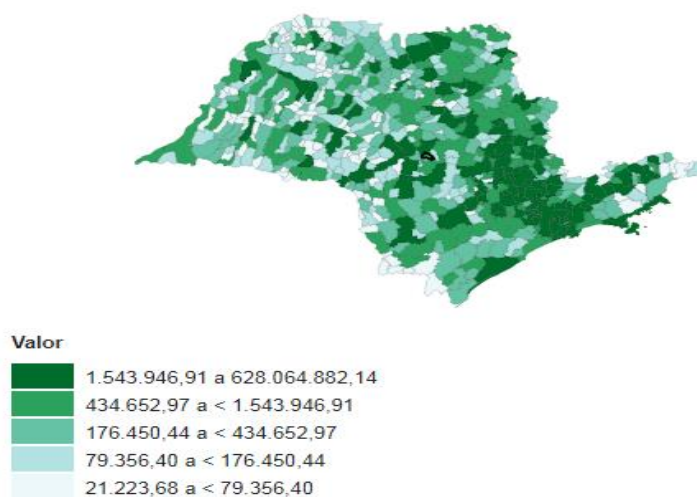 Valor
1.543.946,91 a 628.064.882,14
434.652,97 a < 1.543.946,91
176.450,44 a < 434.652,97
79.356,40 a < 176.450,44
21.223,68 a < 79.356,40